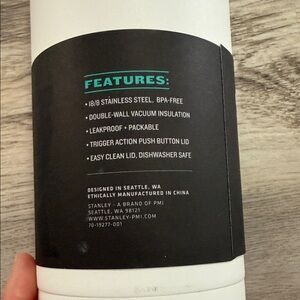 FEATURES:
• 18/8 STAINLESS STEEL, BPA-FREE
• DOUBLE-WALL VACUUM INSULATION
• LEAKPROOF • PACKABLE
• TRIGGER ACTION PUSH BUTTON LID
• EASY CLEAN LID, DISHWASHER SAFE
DESIGNED IN SEATTLE, WA
ETHICALLY MANUFACTURED IN CHINA
STANLEY - A BRAND OF PMI
SEATTLE, WA 98121
WWW.STANLEY-PMI.COM
70-19277-001